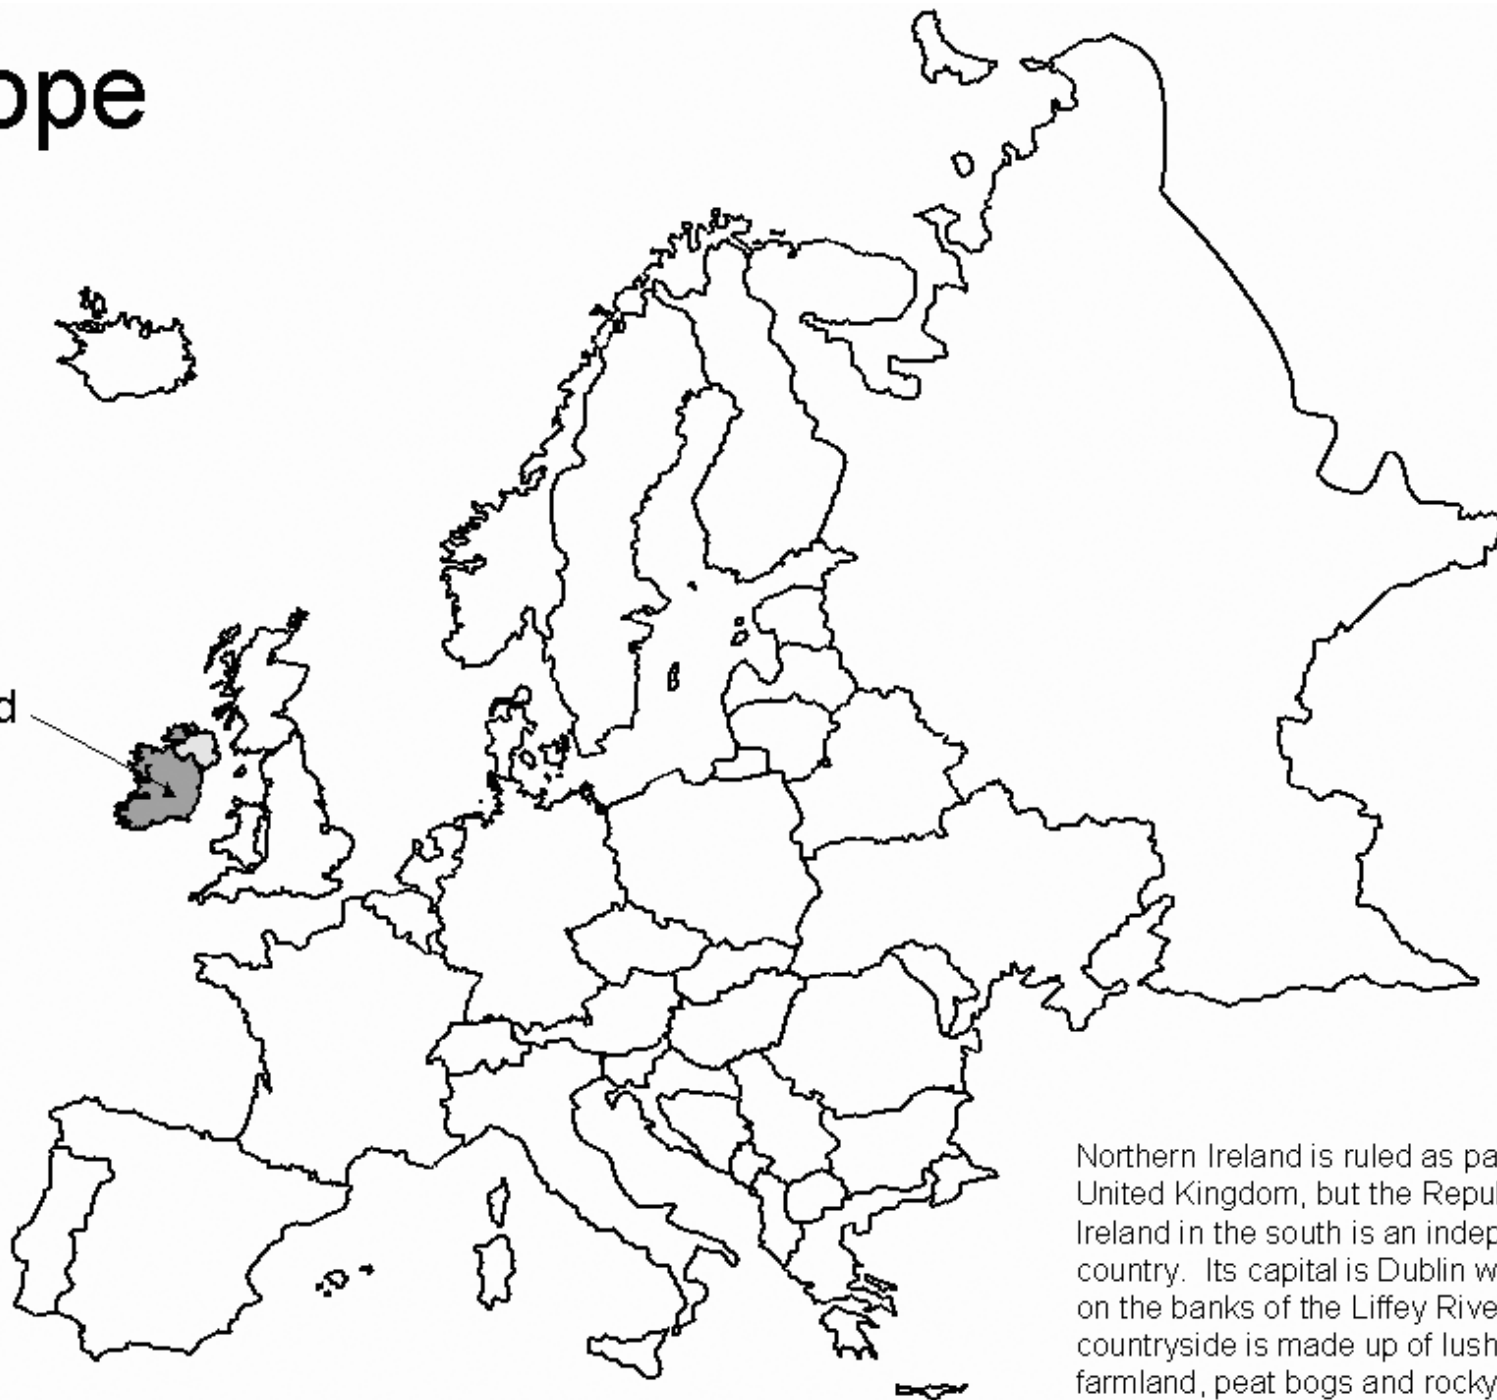 ope
d
Northern Ireland is ruled as pa
United Kingdom, but the Repu
Ireland in the south is an indep
country. Its capital is Dublin w
on the banks of the Liffey Rive
countryside is made up of lush
farmland, peat bogs and rocky